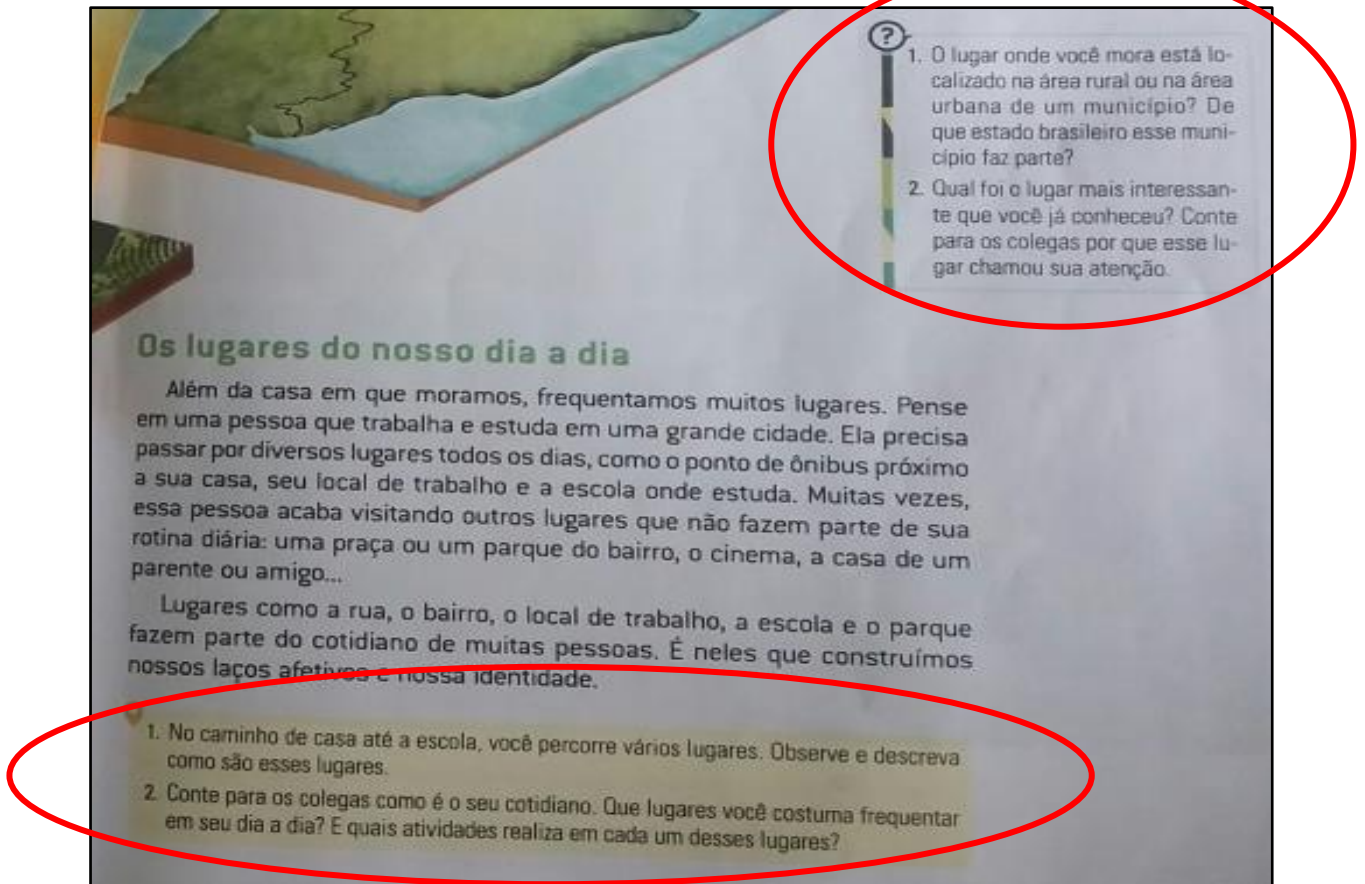 ?
1. O lugar onde você mora está lo-
calizado na área rural ou na área
urbana de um município? De
que estado brasileiro esse muni-
cípio faz parte?
2. Qual foi o lugar mais interessan-
te que você já conheceu? Conte
para os colegas por que esse lu-
gar chamou sua atenção.
Os lugares do nosso dia a dia
Além da casa em que moramos, frequentamos muitos lugares. Pense
em uma pessoa que trabalha e estuda em uma grande cidade. Ela precisa
passar por diversos lugares todos os dias, como o ponto de ônibus próximo
a sua casa, seu local de trabalho e a escola onde estuda. Muitas vezes,
essa pessoa acaba visitando outros lugares que não fazem parte de sua
rotina diária: uma praça ou um parque do bairro, o cinema, a casa de um
parente ou amigo...
Lugares como a rua, o bairro, o local de trabalho, a escola e o parque
fazem parte do cotidiano de muitas pessoas. É neles que construímos
nossos laços afetivos e nossa identidade.
1. No caminho de casa até a escola, você percorre vários lugares. Observe e descreva
como são esses lugares.
2. Conte para os colegas como é o seu cotidiano. Que lugares você costuma frequentar
em seu dia a dia? E quais atividades realiza em cada um desses lugares?